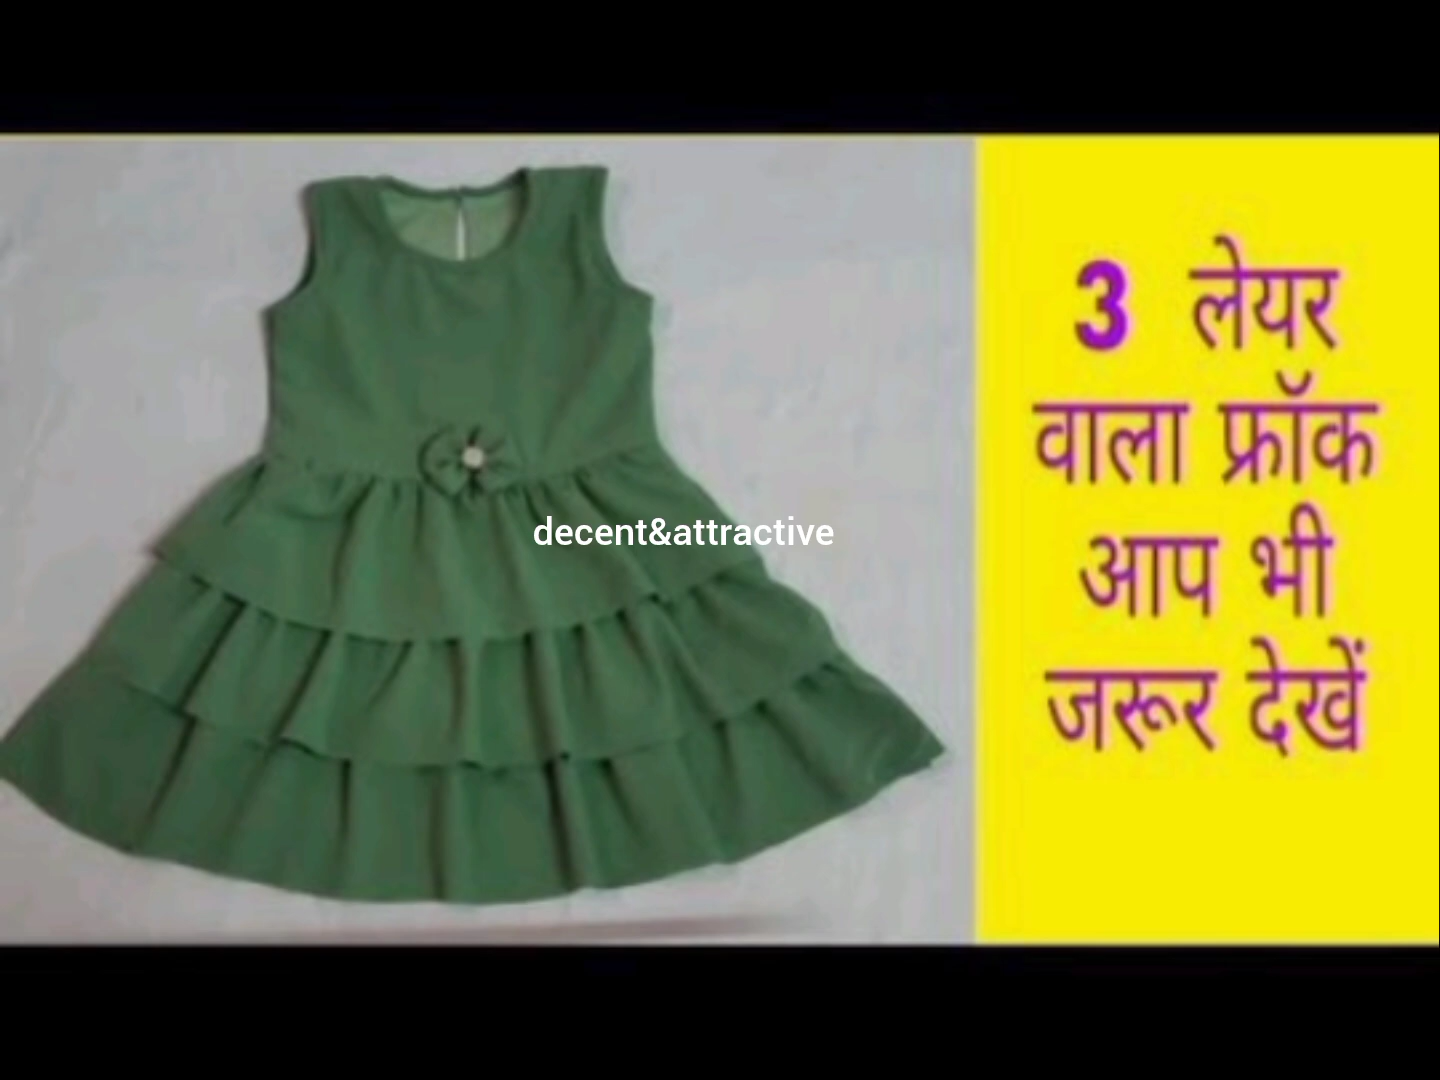 3 लेयर
वाला फ्रॉक
आप भी
जरूर देखें
decent&attractive